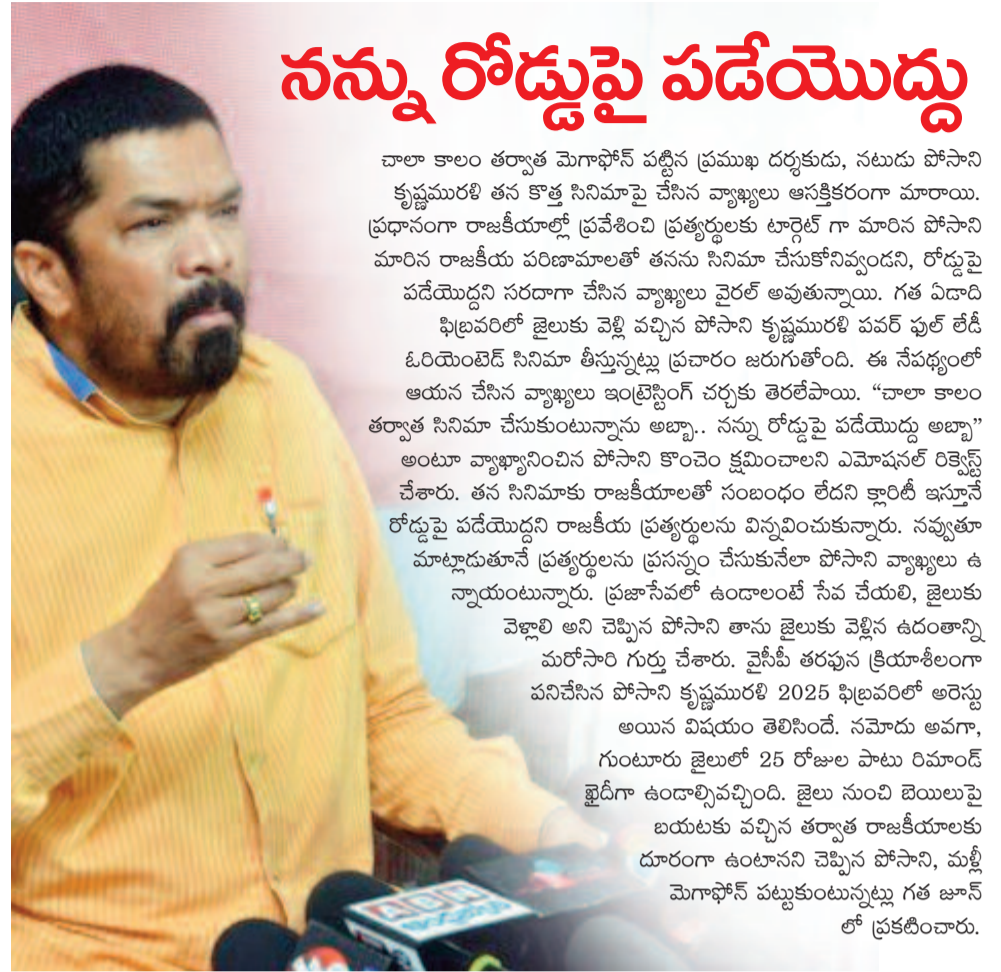 నన్ను రోడ్డుపై పడేయొద్దు
చాలా కాలం తర్వాత మెగాఫోన్ పట్టిన ప్రముఖ దర్శకుడు, నటుడు పోసాని
కృష్ణమురళి తన కొత్త సినిమాపై చేసిన వ్యాఖ్యలు ఆసక్తికరంగా మారాయి.
ప్రధానంగా రాజకీయాల్లో ప్రవేశించి ప్రత్యర్థులకు టార్గెట్ గా మారిన పోసాని
మారిన రాజకీయ పరిణామాలతో తనను సినిమా చేసుకోనివ్వండని, రోడ్డుపై
పడేయొద్దని సరదాగా చేసిన వ్యాఖ్యలు వైరల్ అవుతున్నాయి. గత ఏడాది
ఫిబ్రవరిలో జైలుకు వెళ్లి వచ్చిన పోసాని కృష్ణమురళి పవర్ ఫుల్ లేడీ
ఓరియెంటెడ్ సినిమా తీస్తున్నట్లు ప్రచారం జరుగుతోంది. ఈ నేపథ్యంలో
ఆయన చేసిన వ్యాఖ్యలు ఇంట్రెస్టింగ్ చర్చకు తెరలేపాయి. “చాలా కాలం
తర్వాత సినిమా చేసుకుంటున్నాను అబ్బా.. నన్ను రోడ్డుపై పడేయొద్దు అబ్బా”
అంటూ వ్యాఖ్యానించిన పోసాని కొంచెం క్షమించాలని ఎమోషనల్ రిక్వెస్ట్
చేశారు. తన సినిమాకు రాజకీయాలతో సంబంధం లేదని క్లారిటీ ఇస్తూనే
రోడ్డుపై పడేయొద్దని రాజకీయ ప్రత్యర్థులను విన్నవించుకున్నారు. నవ్వుతూ
మాట్లాడుతూనే ప్రత్యర్థులను ప్రసన్నం చేసుకునేలా పోసాని వ్యాఖ్యలు ఉ
న్నాయంటున్నారు. ప్రజాసేవలో ఉండాలంటే సేవ చేయలి, జైలుకు
వెళ్లాలి అని చెప్పిన పోసాని తాను జైలుకు వెళ్లిన ఉదంతాన్ని
మరోసారి గుర్తు చేశారు. వైసీపీ తరఫున క్రియాశీలంగా
పనిచేసిన పోసాని కృష్ణమురళి 2025 ఫిబ్రవరిలో అరెస్టు
అయిన విషయం తెలిసిందే. నమోదు అవగా,
గుంటూరు జైలులో 25 రోజుల పాటు రిమాండ్
ఖైదీగా ఉండాల్సివచ్చింది. జైలు నుంచి బెయిలుపై
బయటకు వచ్చిన తర్వాత రాజకీయాలకు
దూరంగా ఉంటానని చెప్పిన పోసాని, మళ్లీ
మెగాఫోన్ పట్టుకుంటున్నట్లు గత జూన్
లో ప్రకటించారు.
ABN
ఆంధ్రజ్యోతి